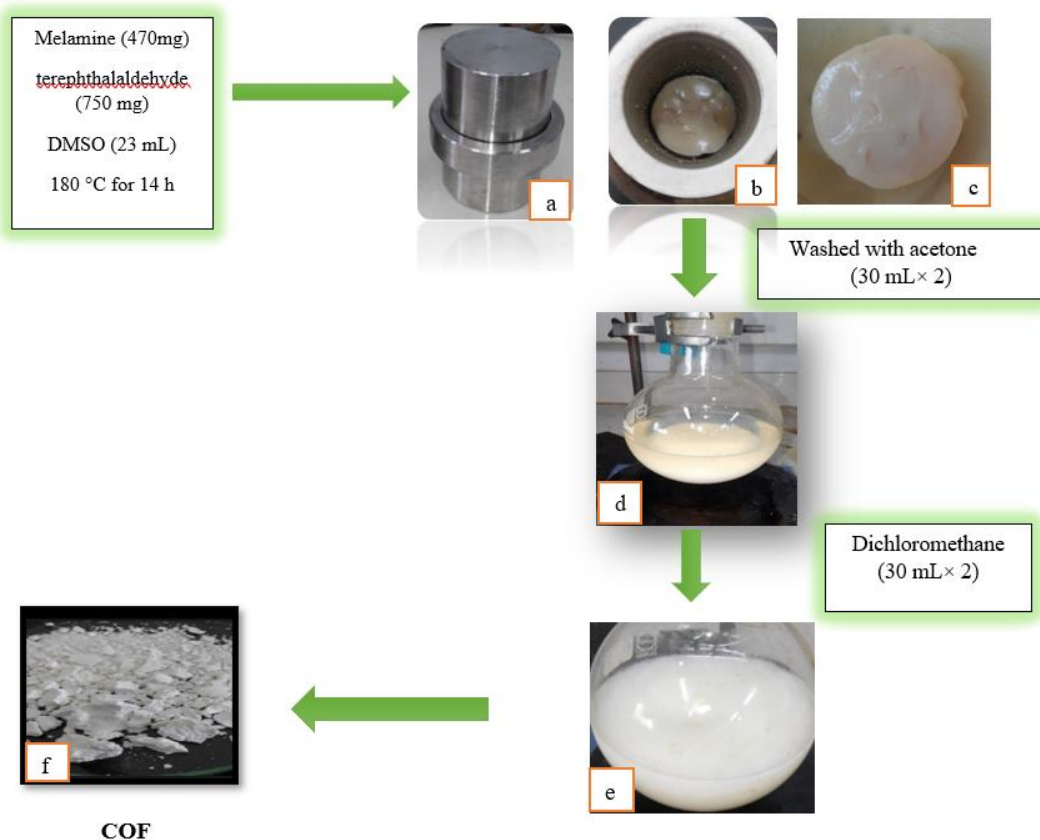 Melamine (470mg)
terephthalaldehyde
(750 mg)
DMSO (23 mL)
180 °C for 14 h
a
b
c
Washed with acetone
(30 mL× 2)
d
Dichloromethane
(30 mL× 2)
e
f
COF